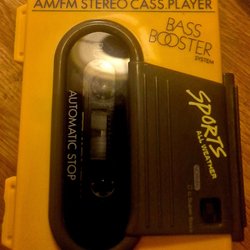 AM/FM STEREO CASS.PLAYER
BASS
BOOSTER
SYSTEM
AUTOMATIC STOP
SPORTS
ALL WEATHER